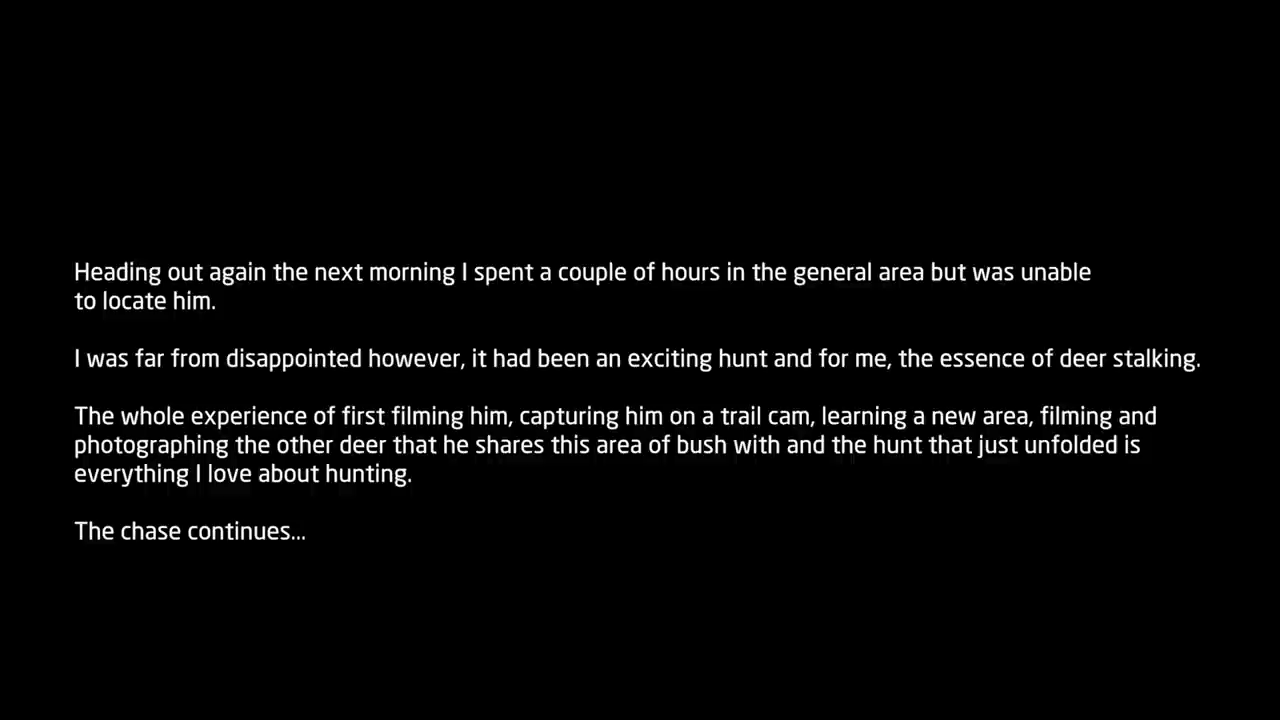 Heading out again the next morning I spent a couple of hours in the general area but was unable
to locate him.
I was far from disappointed however, it had been an exciting hunt and for me, the essence of deer stalking.
The whole experience of first filming him, capturing him on a trail cam, learning a new area, filming and
photographing the other deer that he shares this area of bush with and the hunt that just unfolded is
everything I love about hunting.
The chase continues...